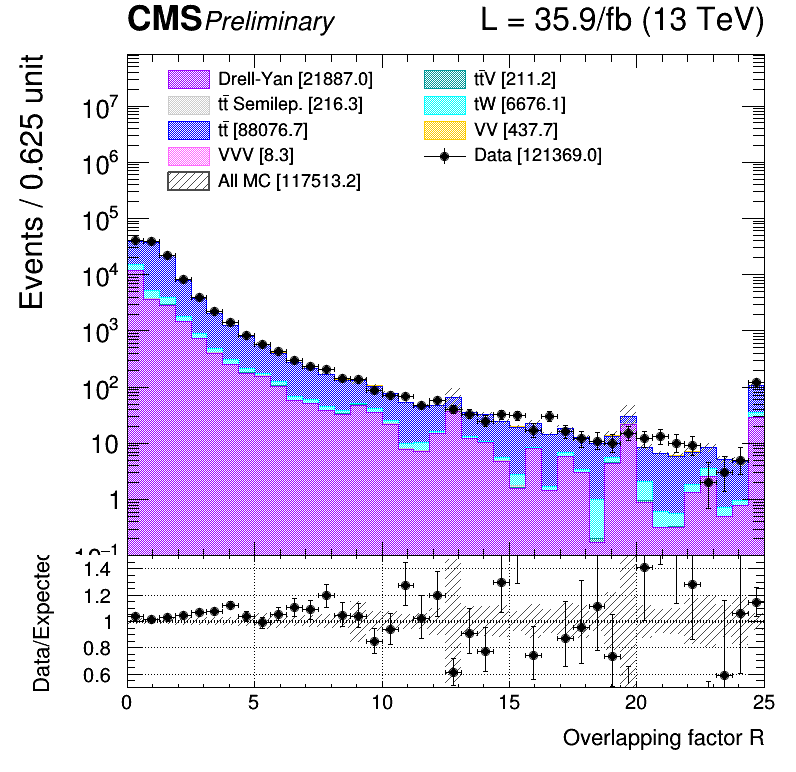 CMS Preliminary L = 35.9/fb (13 TeV)
Events / 0.625 unit
Drell-Yan [21887.0]
tt̄ Semilep. [216.3]
tt̄ [88076.7]
VVV [8.3]
All MC [117513.2]
tt̄V [211.2]
tW [6676.1]
VV [437.7]
Data [121369.0]
10⁷
10⁶
10⁵
10⁴
10³
10²
10
1
10⁻¹
Data/Expected
1.4
1.2
1
0.8
0.6
0 5 10 15 20 25
Overlapping factor R